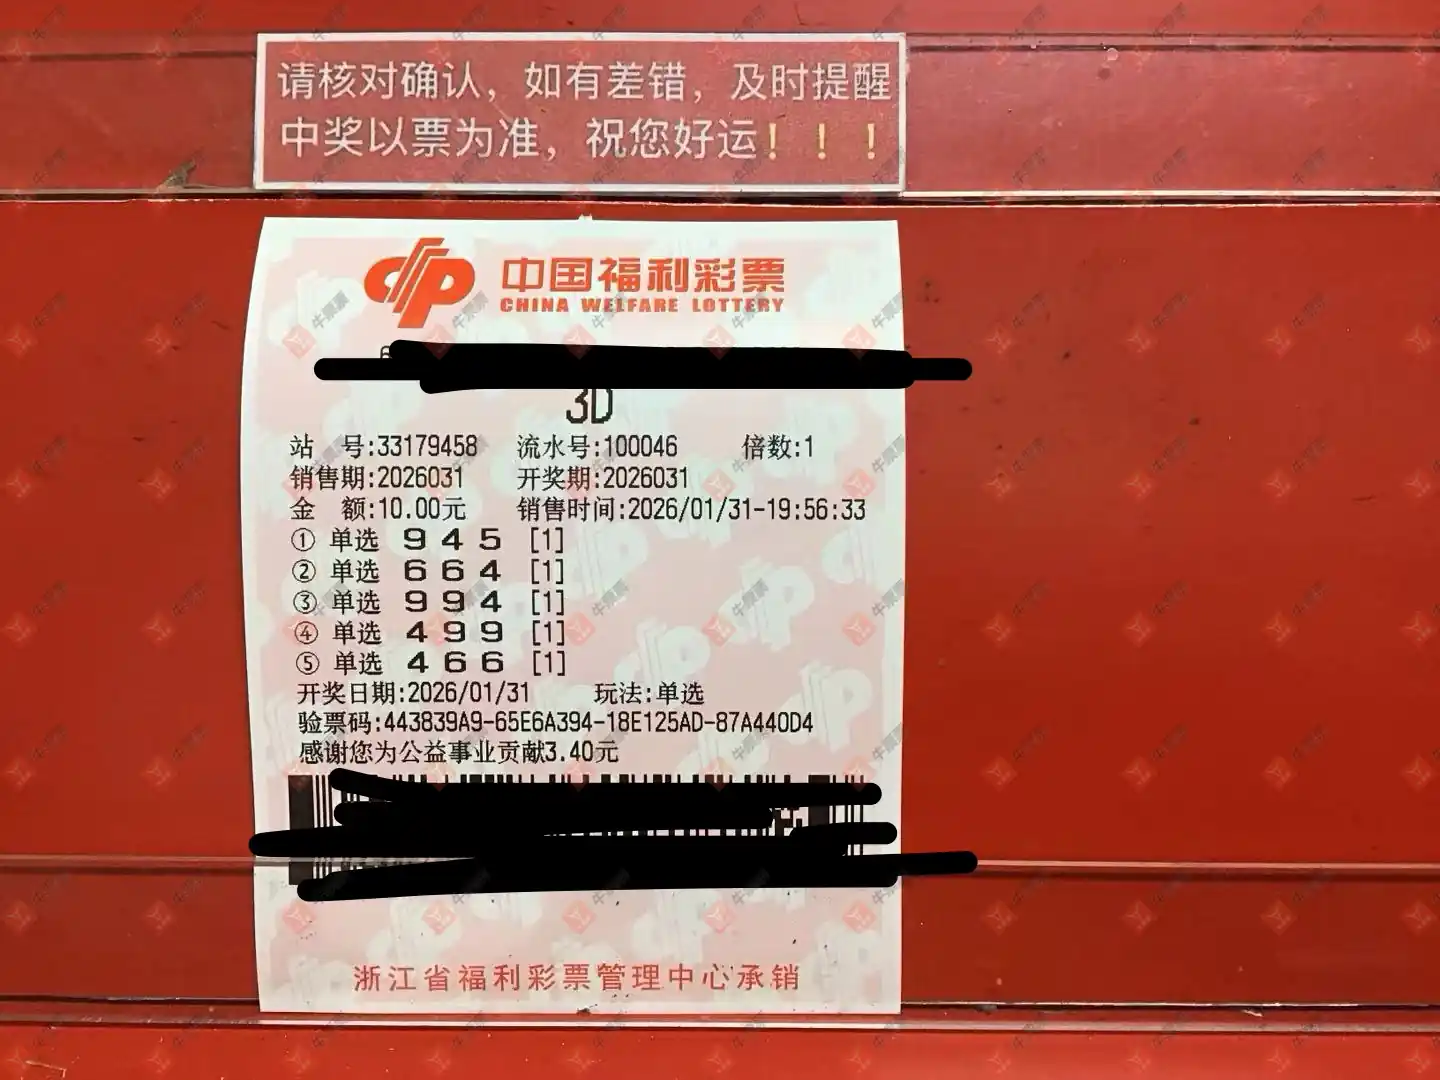 请核对确认，如有差错，及时提醒
中奖以票为准，祝您好运！！！
中国福利彩票
CHINA WELFARE LOTTERY
3D
站 号:33179458 流水号:100046 倍数:1
销售期:2026031 开奖期:2026031
金 额:10.00元 销售时间:2026/01/31-19:56:33
① 单选 9 4 5 [1]
② 单选 6 6 4 [1]
③ 单选 9 9 4 [1]
④ 单选 4 9 9 [1]
⑤ 单选 4 6 6 [1]
开奖日期:2026/01/31 玩法:单选
验票码:443839A9-65E6A394-18E125AD-87A440D4
感谢您为公益事业贡献3.40元
浙江省福利彩票管理中心承销